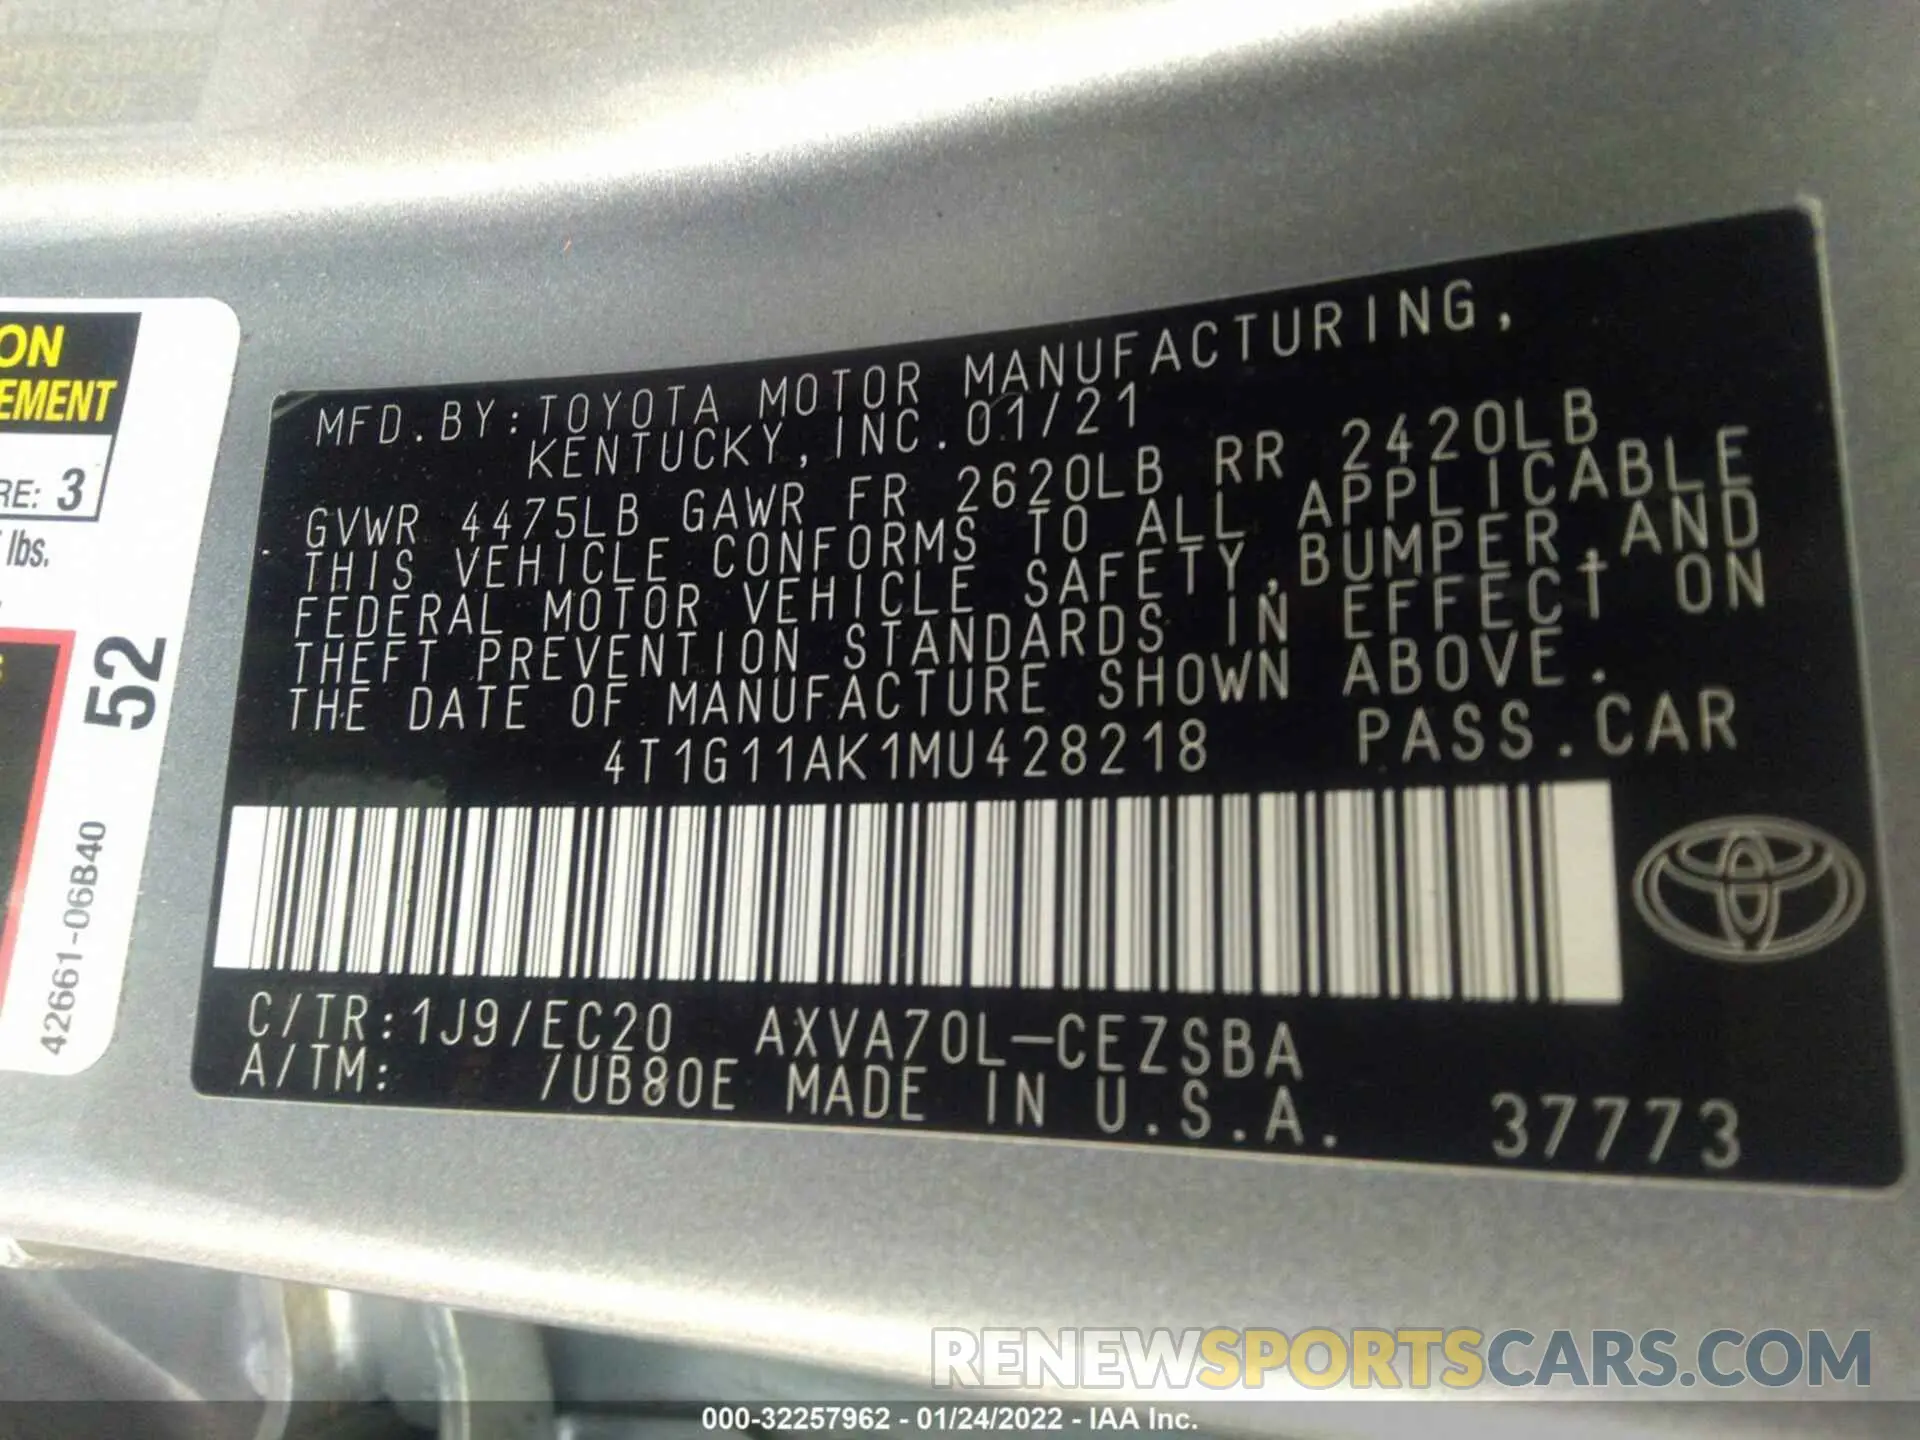 ON
EMENT
RE: 3
lbs.
52
42661-06B40
MFD.BY:TOYOTA MOTOR MANUFACTURING,
KENTUCKY,INC.01/21
GVWR 4475LB GAWR FR 2620LB RR 2420LB
THIS VEHICLE CONFORMS TO ALL APPLICABLE
FEDERAL MOTOR VEHICLE SAFETY,BUMPER,AND
THEFT PREVENTION STANDARDS IN EFFECT ON
THE DATE OF MANUFACTURE SHOWN ABOVE.
4T1G11AK1MU428218 PASS.CAR
C/TR:1J9/EC20 AXVA70L-CEZSBA
A/TM: /UB80E MADE IN U.S.A. 37773
RENEWSPORTSCARS.COM
000-32257962 - 01/24/2022 - IAA Inc.